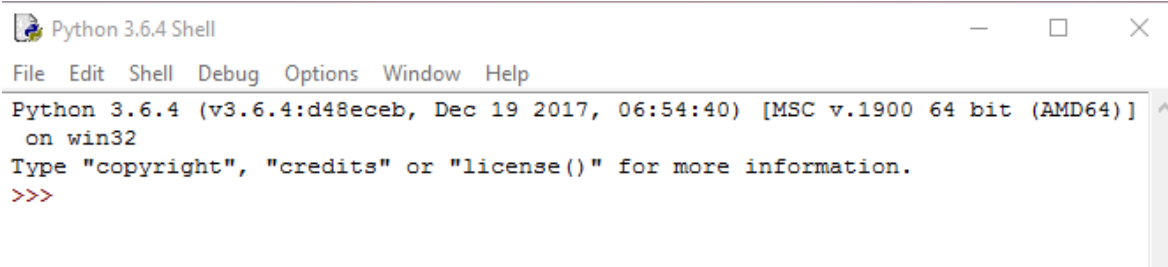 Python 3.6.4 Shell
File Edit Shell Debug Options Window Help
Python 3.6.4 (v3.6.4:d48eceb, Dec 19 2017, 06:54:40) [MSC v.1900 64 bit (AMD64)]
on win32
Type "copyright", "credits" or "license()" for more information.
>>>